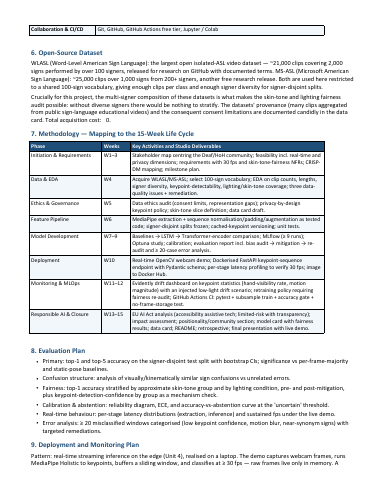 Collaboration & CI/CD Git, GitHub, GitHub Actions free tier, Jupyter / Colab
6. Open-Source Dataset
WLASL (Word-Level American Sign Language): the largest open isolated-ASL video dataset — ~21,000 clips covering 2,000
signs performed by over 100 signers, released for research on GitHub with documented terms. MS-ASL (Microsoft American
Sign Language): ~25,000 clips over 1,000 signs from 200+ signers, another free research release. Both are used here restricted
to a shared 100-sign vocabulary, giving enough clips per class and enough signer diversity for signer-disjoint splits.
Crucially for this project, the multi-signer composition of these datasets is what makes the skin-tone and lighting fairness
audit possible: without diverse signers there would be nothing to stratify. The datasets' provenance (many clips aggregated
from public sign-language educational videos) and the consequent consent limitations are documented candidly in the data
card. Total acquisition cost: 0.
7. Methodology — Mapping to the 15-Week Life Cycle
Phase Weeks Key Activities and Studio Deliverables
Initiation & Requirements W1–3 Stakeholder map centring the Deaf/HoH community; feasibility incl. real-time and
privacy dimensions; requirements with 30 fps and skin-tone-fairness NFRs; CRISP-
DM mapping; milestone plan.
Data & EDA W4 Acquire WLASL/MS-ASL; select 100-sign vocabulary; EDA on clip counts, lengths,
signer diversity, keypoint-detectability, lighting/skin-tone coverage; three data-
quality issues + remediation.
Ethics & Governance W5 Data ethics audit (consent limits, representation gaps); privacy-by-design
keypoint policy; skin-tone slice definition; data card draft.
Feature Pipeline W6 MediaPipe extraction + sequence normalisation/padding/augmentation as tested
code; signer-disjoint splits frozen; cached-keypoint versioning; unit tests.
Model Development W7–9 Baselines → LSTM → Transformer-encoder comparison; MLflow (≥ 9 runs);
Optuna study; calibration; evaluation report incl. bias audit → mitigation → re-
audit and ≥ 20-case error analysis.
Deployment W10 Real-time OpenCV webcam demo; Dockerised FastAPI keypoint-sequence
endpoint with Pydantic schemas; per-stage latency profiling to verify 30 fps; image
to Docker Hub.
Monitoring & MLOps W11–12 Evidently drift dashboard on keypoint statistics (hand-visibility rate, motion
magnitude) with an injected low-light drift scenario; retraining policy requiring
fairness re-audit; GitHub Actions CI: pytest + subsample train + accuracy gate +
no-frame-storage test.
Responsible AI & Closure W13–15 EU AI Act analysis (accessibility assistive tool; limited-risk with transparency);
impact assessment; positionality/community section; model card with fairness
results; data card; README; retrospective; final presentation with live demo.
8. Evaluation Plan
• Primary: top-1 and top-5 accuracy on the signer-disjoint test split with bootstrap CIs; significance vs per-frame-majority
and static-pose baselines.
• Confusion structure: analysis of visually/kinematically similar sign confusions vs unrelated errors.
• Fairness: top-1 accuracy stratified by approximate skin-tone group and by lighting condition, pre- and post-mitigation,
plus keypoint-detection-confidence by group as a mechanism check.
• Calibration & abstention: reliability diagram, ECE, and accuracy-vs-abstention curve at the 'uncertain' threshold.
• Real-time behaviour: per-stage latency distributions (extraction, inference) and sustained fps under the live demo.
• Error analysis: ≥ 20 misclassified windows categorised (low keypoint confidence, motion blur, near-synonym signs) with
targeted remediations.
9. Deployment and Monitoring Plan
Pattern: real-time streaming inference on the edge (Unit 4), realised on a laptop. The demo captures webcam frames, runs
MediaPipe Holistic to keypoints, buffers a sliding window, and classifies at ≥ 30 fps — raw frames live only in memory. A